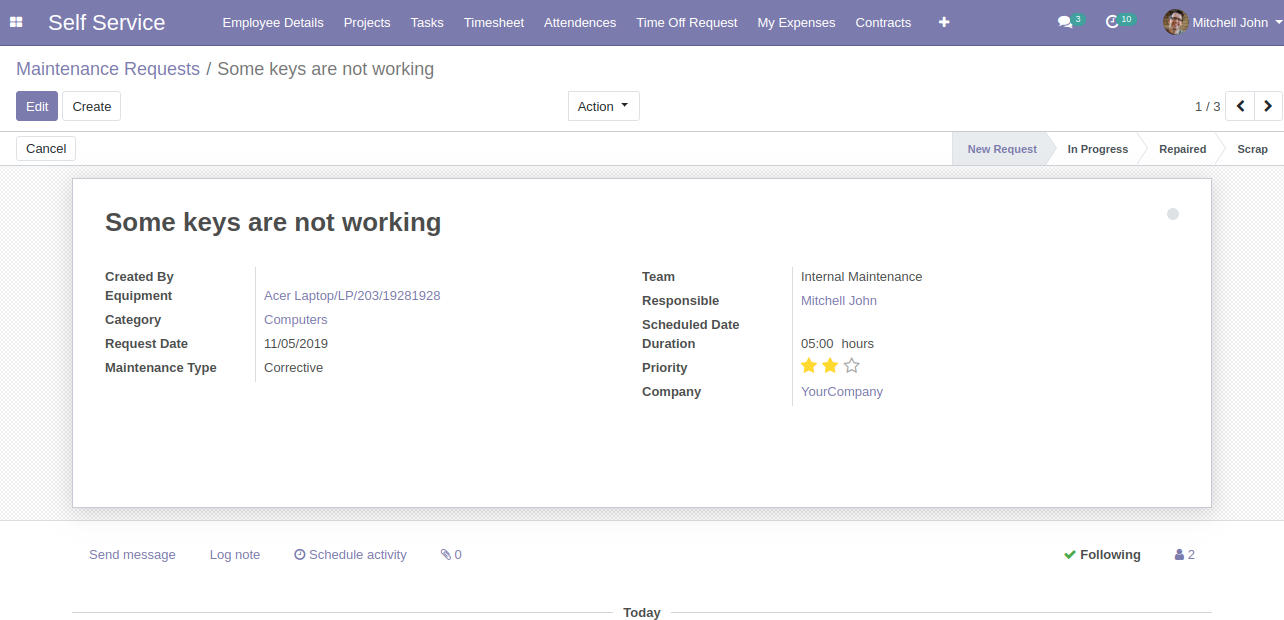 Self Service Employee Details Projects Tasks Timesheet Attendences Time Off Request My Expenses Contracts 3 10 Mitchell John
Maintenance Requests / Some keys are not working
Edit Create Action 1 / 3
Cancel New Request In Progress Repaired Scrap
Some keys are not working
Created By
Equipment Acer Laptop/LP/203/19281928
Category Computers
Request Date 11/05/2019
Maintenance Type Corrective
Team Internal Maintenance
Responsible Mitchell John
Scheduled Date
Duration 05:00 hours
Priority
Company YourCompany
Send message Log note Schedule activity 0 Following 2
Today